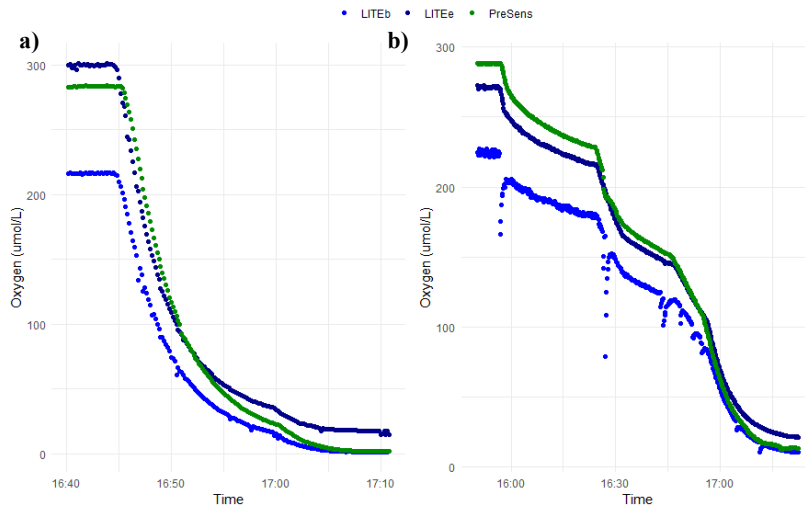 LITEb LITEe PreSens
a)
b)
300
200
100
0
Oxygen (umol/L)
16:40 16:50 17:00 17:10
Time
300
200
100
0
Oxygen (umol/L)
16:00 16:30 17:00
Time